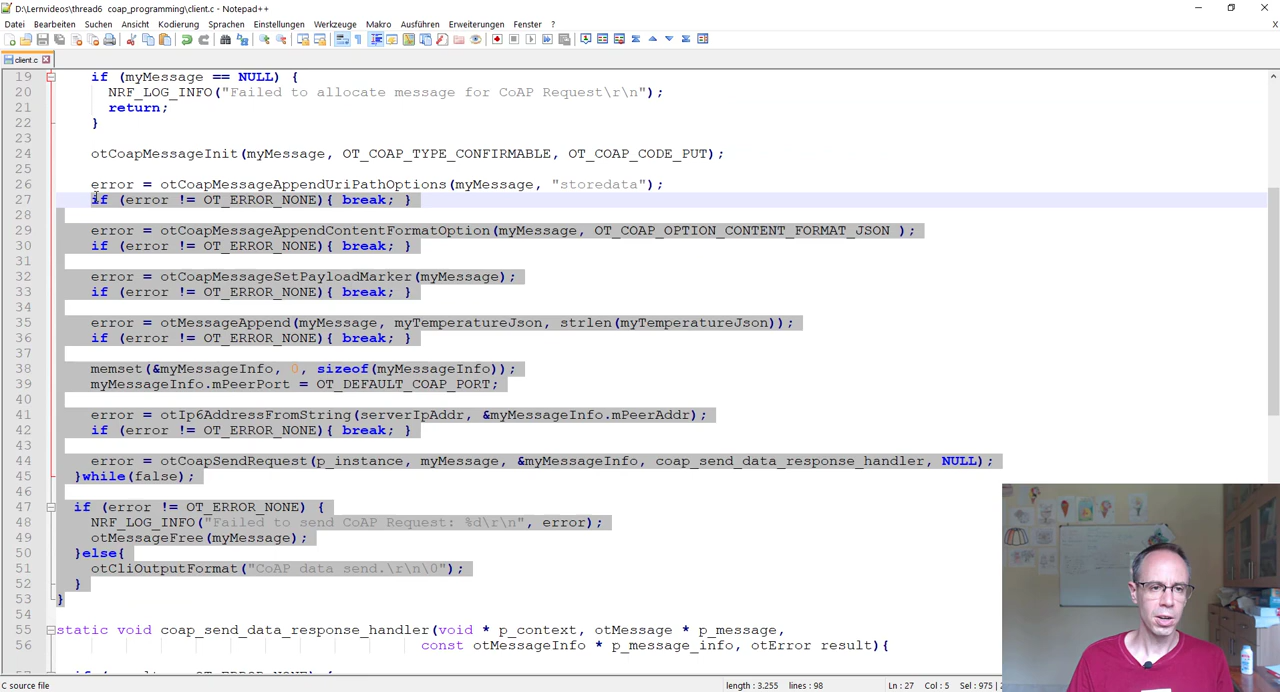 D:\Lernvideos\thread6_coap_programming\client.c - Notepad++
Datei Bearbeiten Suchen Ansicht Kodierung Sprachen Einstellungen Werkzeuge Makro Ausführen Erweiterungen Fenster ? X
client.c
19 if (myMessage == NULL) {
20 NRF_LOG_INFO("Failed to allocate message for CoAP Request\r\n");
21 return;
22 }
23
24 otCoapMessageInit(myMessage, OT_COAP_TYPE_CONFIRMABLE, OT_COAP_CODE_PUT);
25
26 error = otCoapMessageAppendUriPathOptions(myMessage, "storedata");
27 if (error != OT_ERROR_NONE){ break; }
28
29 error = otCoapMessageAppendContentFormatOption(myMessage, OT_COAP_OPTION_CONTENT_FORMAT_JSON );
30 if (error != OT_ERROR_NONE){ break; }
31
32 error = otCoapMessageSetPayloadMarker(myMessage);
33 if (error != OT_ERROR_NONE){ break; }
34
35 error = otMessageAppend(myMessage, myTemperatureJson, strlen(myTemperatureJson));
36 if (error != OT_ERROR_NONE){ break; }
37
38 memset(&myMessageInfo, 0, sizeof(myMessageInfo));
39 myMessageInfo.mPeerPort = OT_DEFAULT_COAP_PORT;
40
41 error = otIp6AddressFromString(serverIpAddr, &myMessageInfo.mPeerAddr);
42 if (error != OT_ERROR_NONE){ break; }
43
44 error = otCoapSendRequest(p_instance, myMessage, &myMessageInfo, coap_send_data_response_handler, NULL);
45 }while(false);
46
47 if (error != OT_ERROR_NONE) {
48 NRF_LOG_INFO("Failed to send CoAP Request: %d\r\n", error);
49 otMessageFree(myMessage);
50 }else{
51 otCliOutputFormat("CoAP data send.\r\n\0");
52 }
53 }
54
55 static void coap_send_data_response_handler(void * p_context, otMessage * p_message,
56 const otMessageInfo * p_message_info, otError result){
C source file length : 3.255 lines : 98 Ln : 27 Col : 5 Sel : 975 | 2